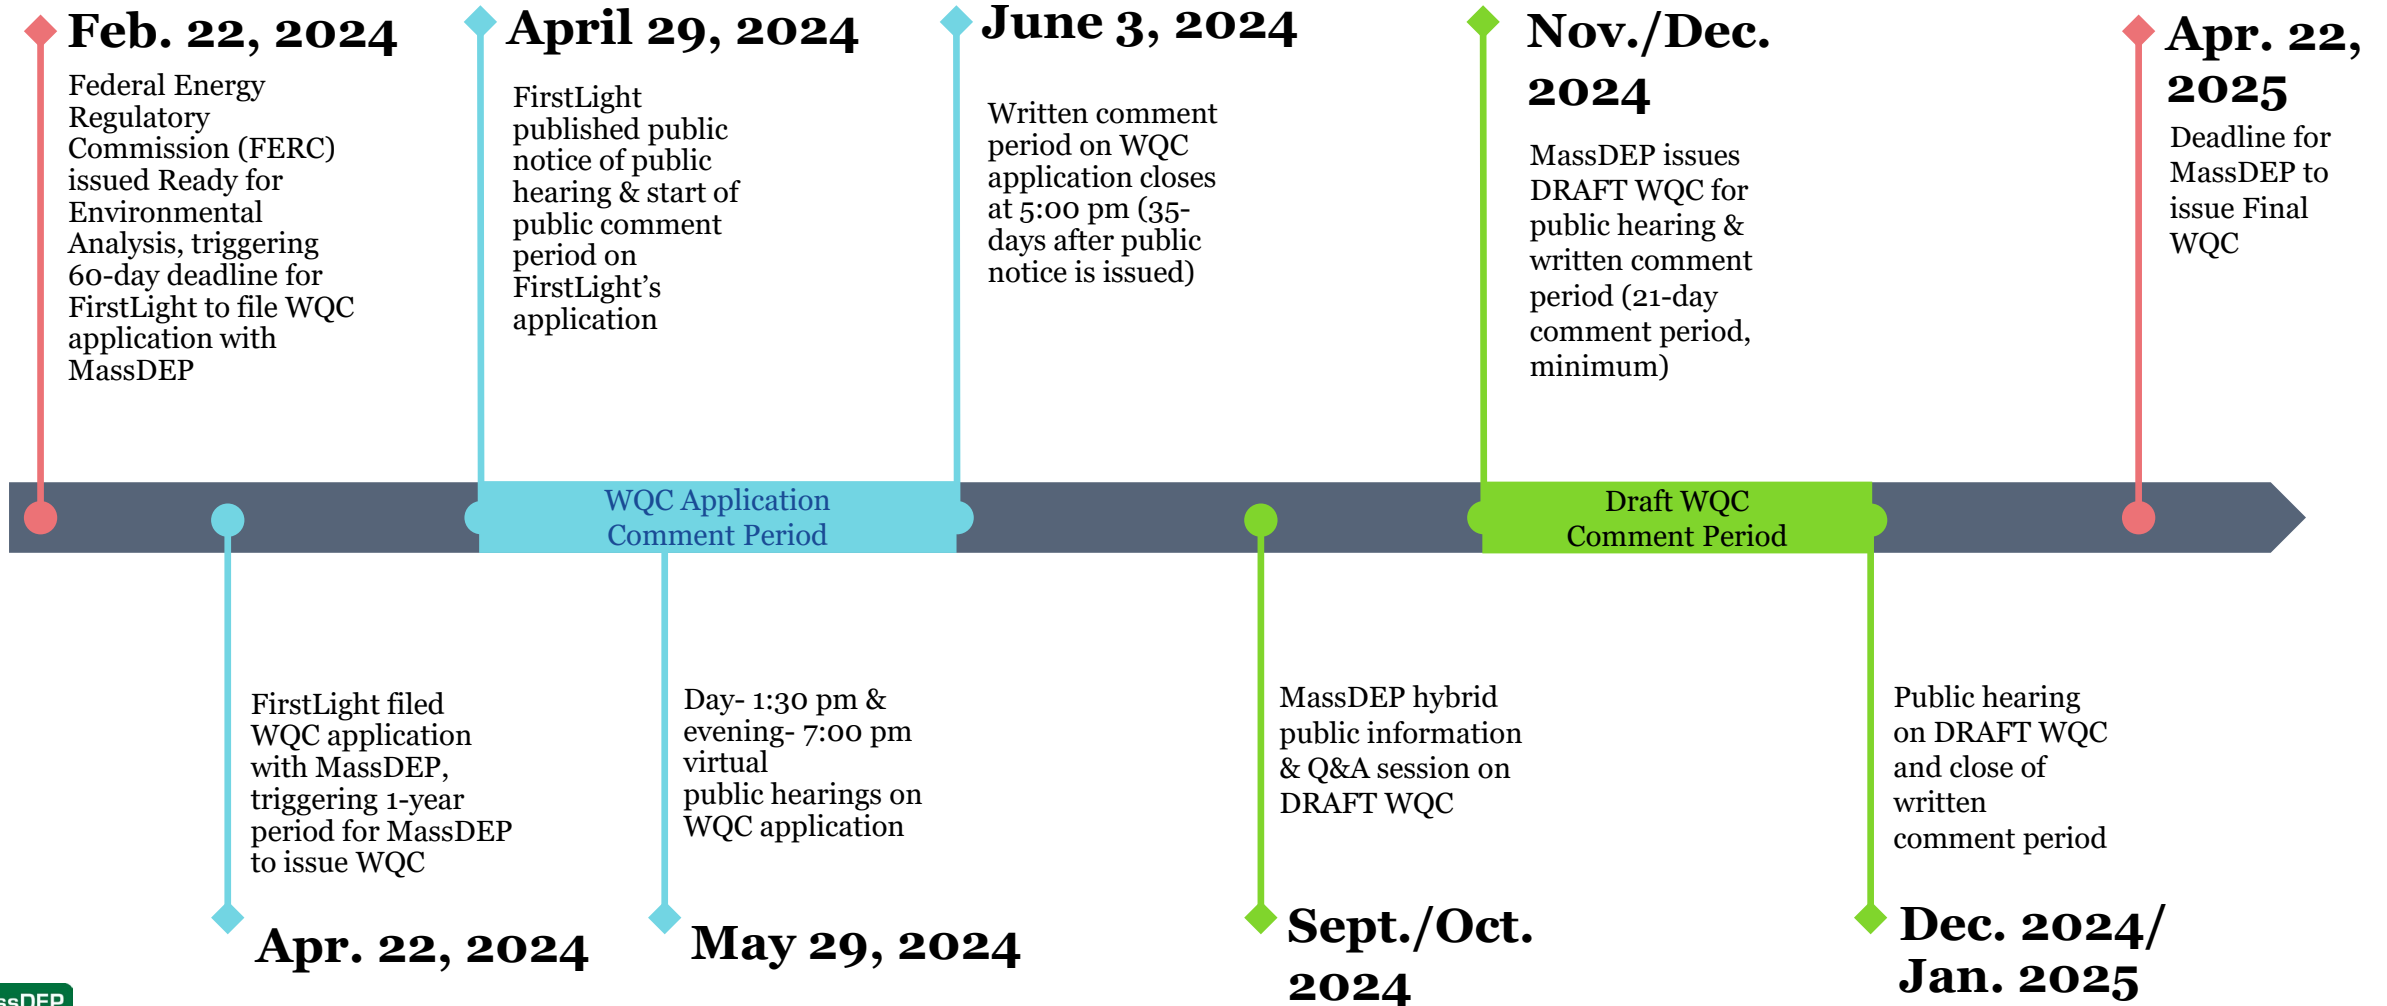 Feb. 22, 2024
Federal Energy
Regulatory
Commission (FERC)
issued Ready for
Environmental
Analysis, triggering
60-day deadline for
FirstLight to file WQC
application with
MassDEP
April 29, 2024
FirstLight
published public
notice of public
hearing & start of
public comment
period on
FirstLight’s
application
June 3, 2024
Written comment
period on WQC
application closes
at 5:00 pm (35-
days after public
notice is issued)
Nov./Dec.
2024
MassDEP issues
DRAFT WQC for
public hearing &
written comment
period (21-day
comment period,
minimum)
Apr. 22,
2025
Deadline for
MassDEP to
issue Final
WQC
WQC Application
Comment Period
Draft WQC
Comment Period
FirstLight filed
WQC application
with MassDEP,
triggering 1-year
period for MassDEP
to issue WQC
Apr. 22, 2024
Day- 1:30 pm &
evening- 7:00 pm
virtual
public hearings on
WQC application
May 29, 2024
MassDEP hybrid
public information
& Q&A session on
DRAFT WQC
Sept./Oct.
2024
Public hearing
on DRAFT WQC
and close of
written
comment period
Dec. 2024/
Jan. 2025